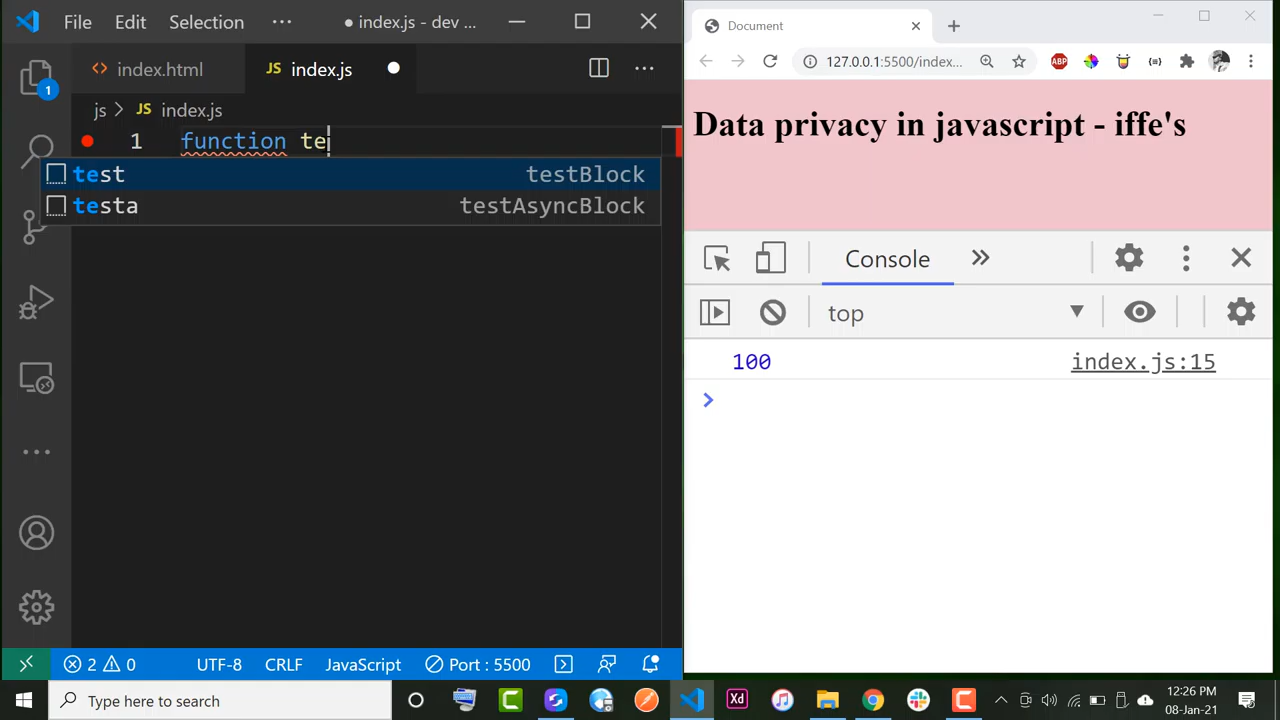 File Edit Selection ··· ● index.js - dev ...
index.html JS index.js
js > JS index.js
1 function te
test testBlock
testa testAsyncBlock
1
2 0 UTF-8 CRLF JavaScript Port : 5500
Document
127.0.0.1:5500/index...
ABP
Data privacy in javascript - iffe's
Console
top
100 index.js:15
Type here to search
Xd
12:26 PM
08-Jan-21